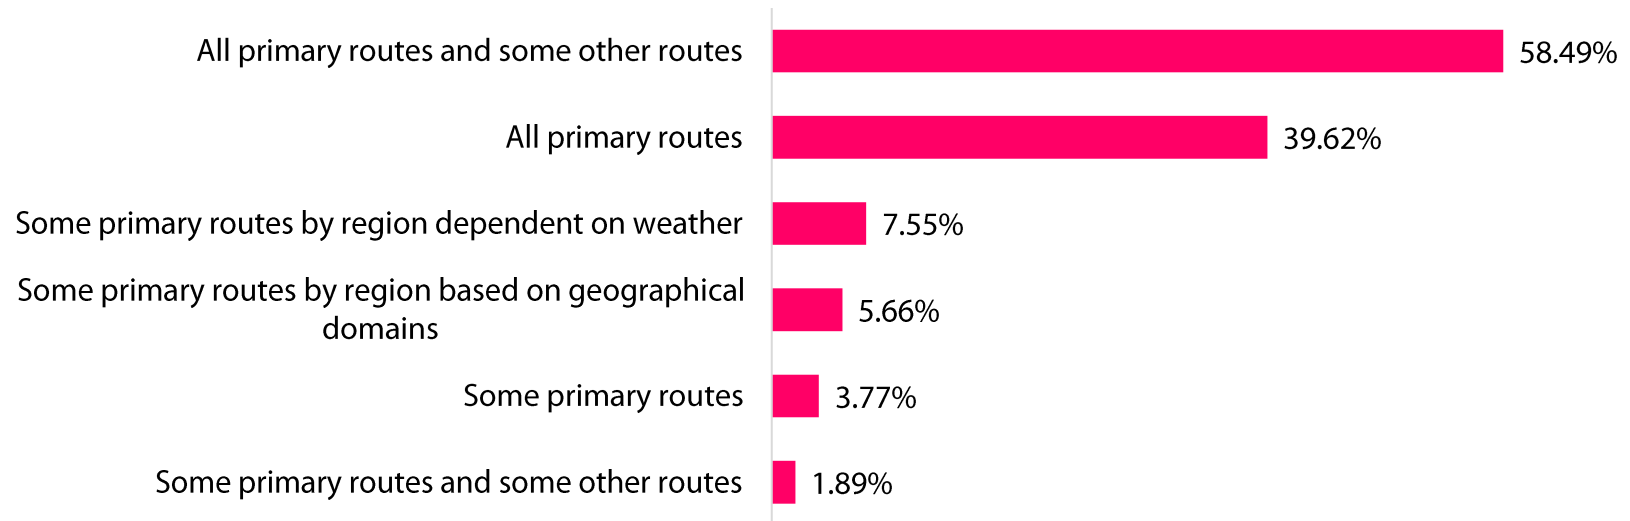 All primary routes and some other routes 58.49%
All primary routes 39.62%
Some primary routes by region dependent on weather 7.55%
Some primary routes by region based on geographical
domains 5.66%
Some primary routes 3.77%
Some primary routes and some other routes 1.89%